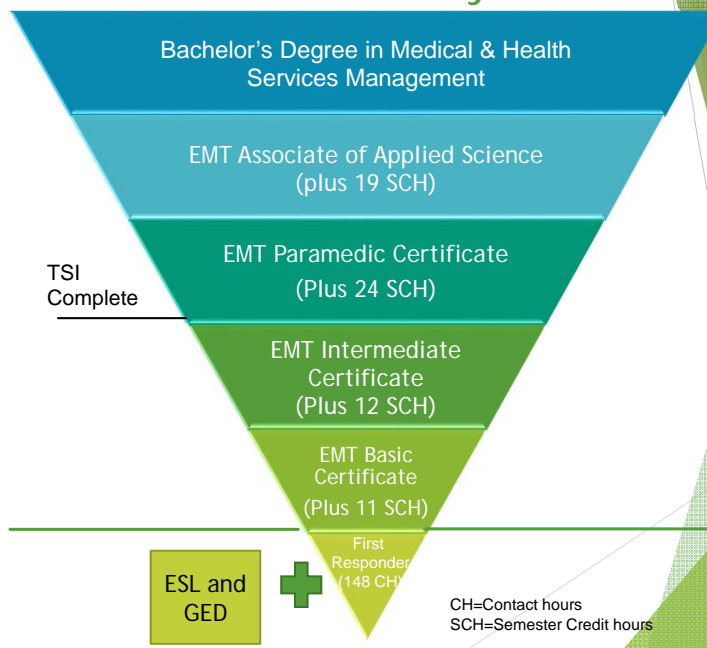 Bachelor's Degree in Medical & Health
Services Management
EMT Associate of Applied Science
(plus 19 SCH)
EMT Paramedic Certificate
(Plus 24 SCH)
TSI
Complete
EMT Intermediate
Certificate
(Plus 12 SCH)
EMT Basic
Certificate
(Plus 11 SCH)
First
Responder
(148 CH)
ESL and
GED
CH=Contact hours
SCH=Semester Credit hours